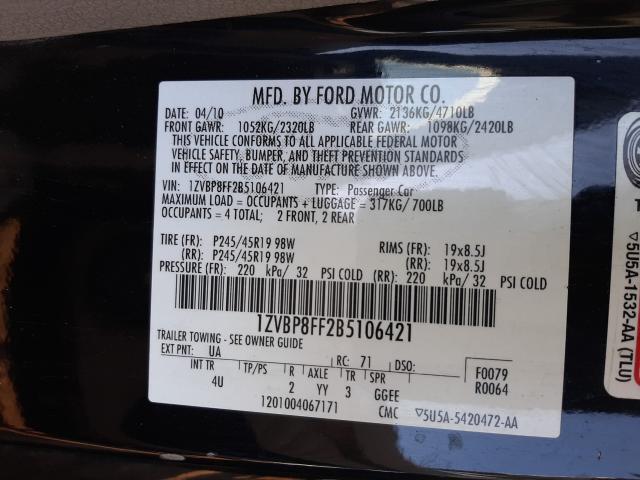 MFD. BY FORD MOTOR CO.
DATE: 04/10 GVWR: 2136KG/4710LB
FRONT GAWR: 1052KG/2320LB REAR GAWR: 1098KG/2420LB
THIS VEHICLE CONFORMS TO ALL APPLICABLE FEDERAL MOTOR
VEHICLE SAFETY, BUMPER, AND THEFT PREVENTION STANDARDS
IN EFFECT ON THE DATE OF MANUFACTURE SHOWN ABOVE.
VIN: 1ZVBP8FF2B5106421 TYPE: Passenger Car
MAXIMUM LOAD = OCCUPANTS + LUGGAGE = 317KG/ 700LB
OCCUPANTS = 4 TOTAL; 2 FRONT, 2 REAR
TIRE (FR): P245/45R19 98W RIMS (FR): 19x8.5J
(RR): P245/45R19 98W (RR): 19x8.5J
PRESSURE (FR): 220 kPa/ 32 PSI COLD (RR): 220 kPa/ 32 PSI COLD
1ZVBP8FF2B5106421
TRAILER TOWING - SEE OWNER GUIDE
EXT PNT: UA RC: 71 DSO:
INT TR TP/PS R AXLE TR SPR F0079
4U 2 YY 3 GGEE R0064
1201004067171 CMC ▽5U5A-5420472-AA
▽5U5A-1532-AA (TLU)